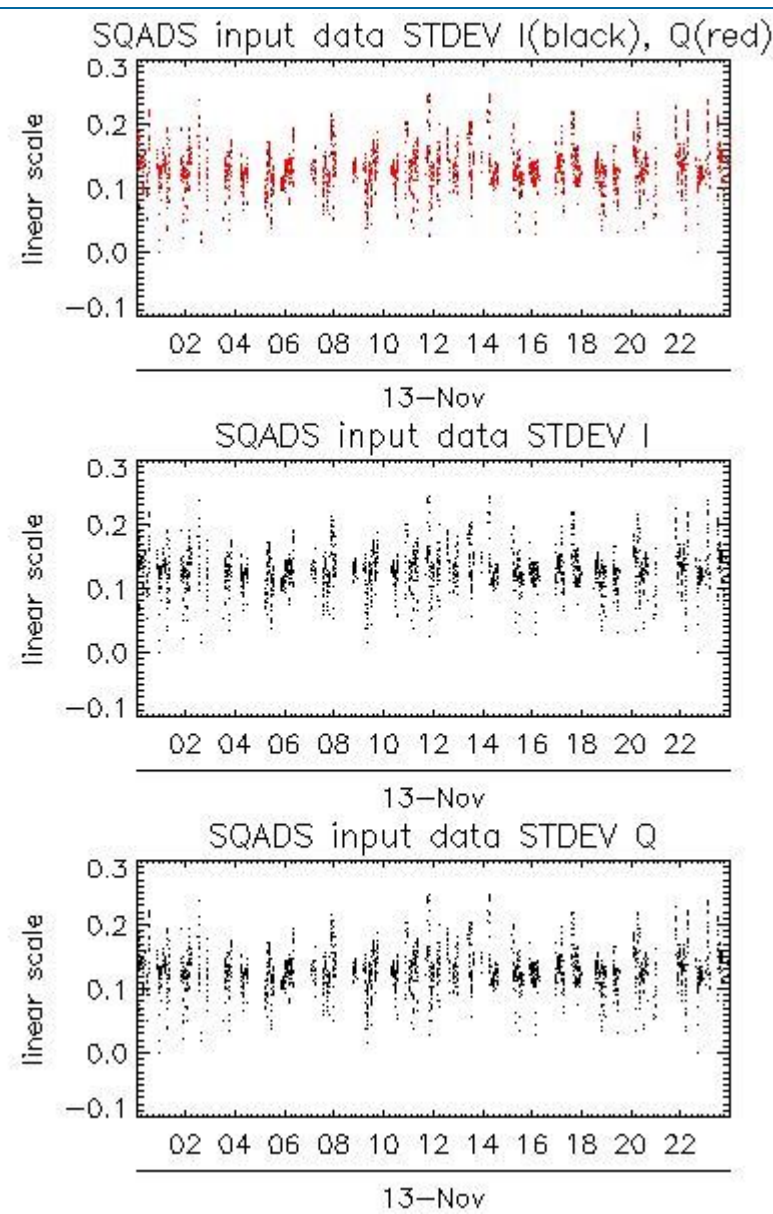 SQADS input data STDEV I(black), Q(red)
0.3
0.2
0.1
0.0
−0.1
linear scale
02 04 06 08 10 12 14 16 18 20 22
13−Nov
SQADS input data STDEV I
0.3
0.2
0.1
0.0
−0.1
linear scale
02 04 06 08 10 12 14 16 18 20 22
13−Nov
SQADS input data STDEV Q
0.3
0.2
0.1
0.0
−0.1
linear scale
02 04 06 08 10 12 14 16 18 20 22
13−Nov